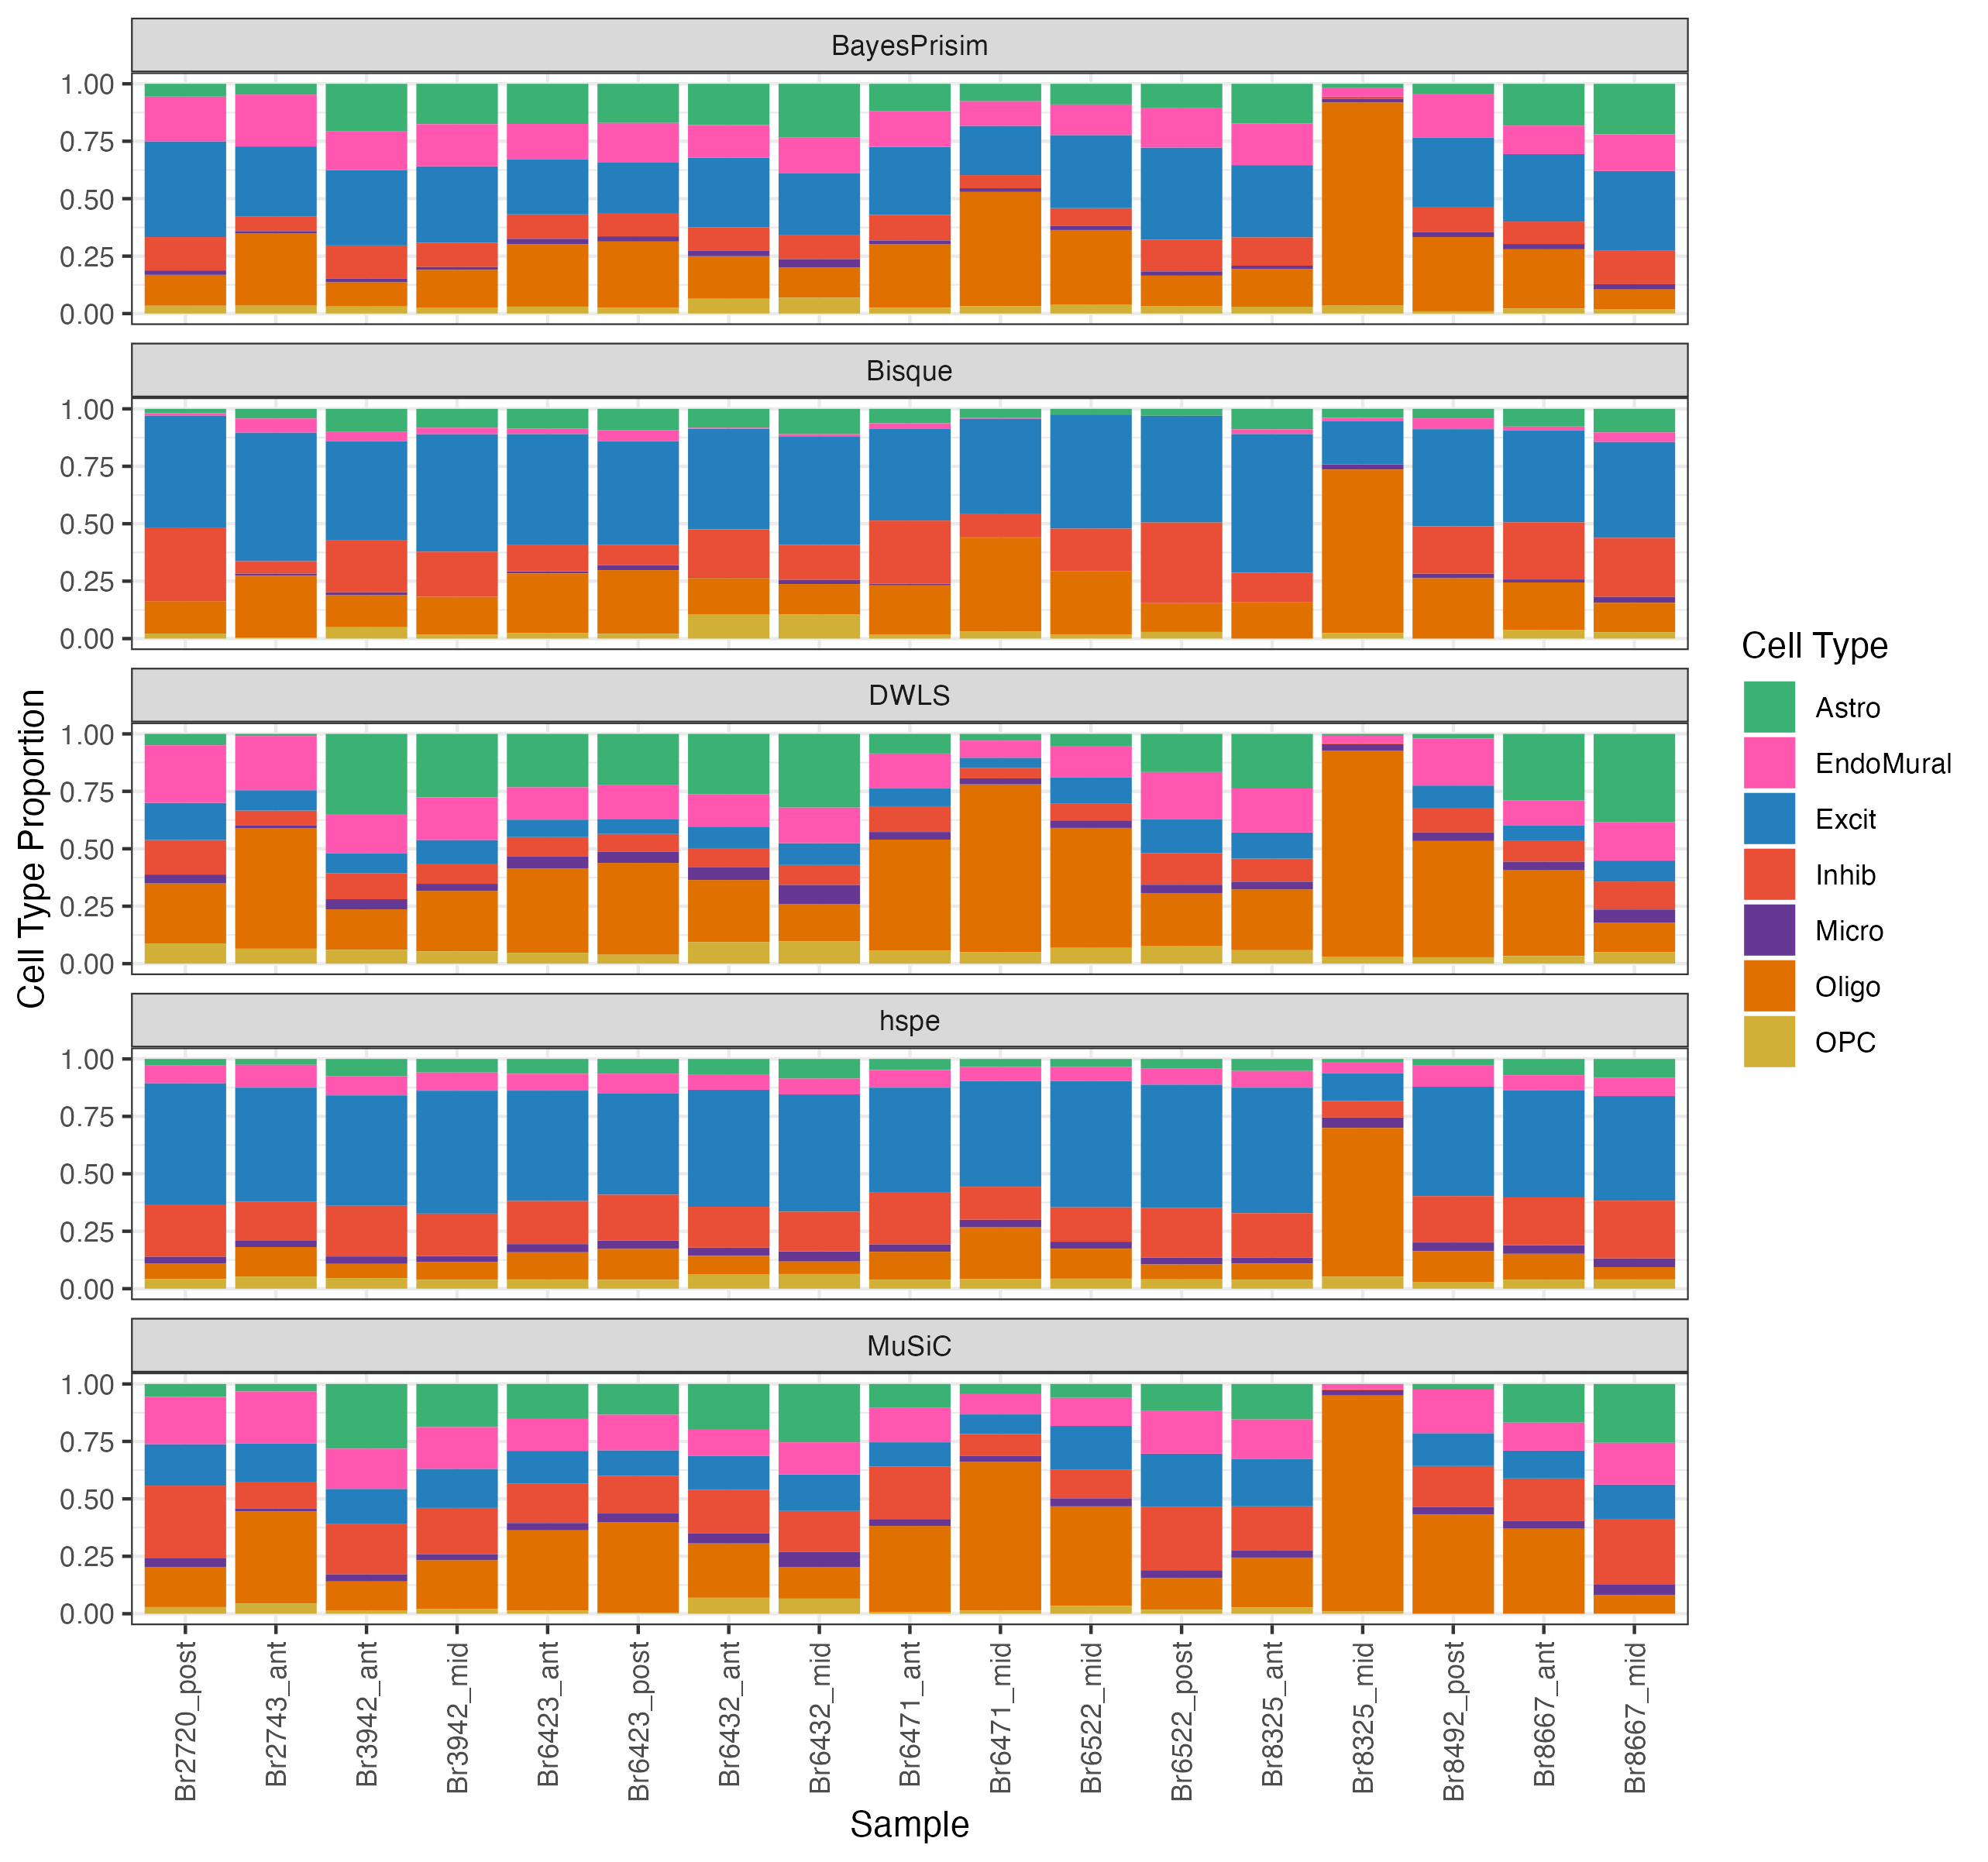 BayesPrisim
1.00
0.75
0.50
0.25
0.00
Bisque
1.00
0.75
0.50
0.25
0.00
DWLS
1.00
0.75
0.50
0.25
0.00
hspe
1.00
0.75
0.50
0.25
0.00
MuSiC
1.00
0.75
0.50
0.25
0.00
Cell Type Proportion
Br2720_post
Br2743_ant
Br3942_ant
Br3942_mid
Br6423_ant
Br6423_post
Br6432_ant
Br6432_mid
Br6471_ant
Br6471_mid
Br6522_mid
Br6522_post
Br8325_ant
Br8325_mid
Br8492_post
Br8667_ant
Br8667_mid
Sample
Cell Type
Astro
EndoMural
Excit
Inhib
Micro
Oligo
OPC